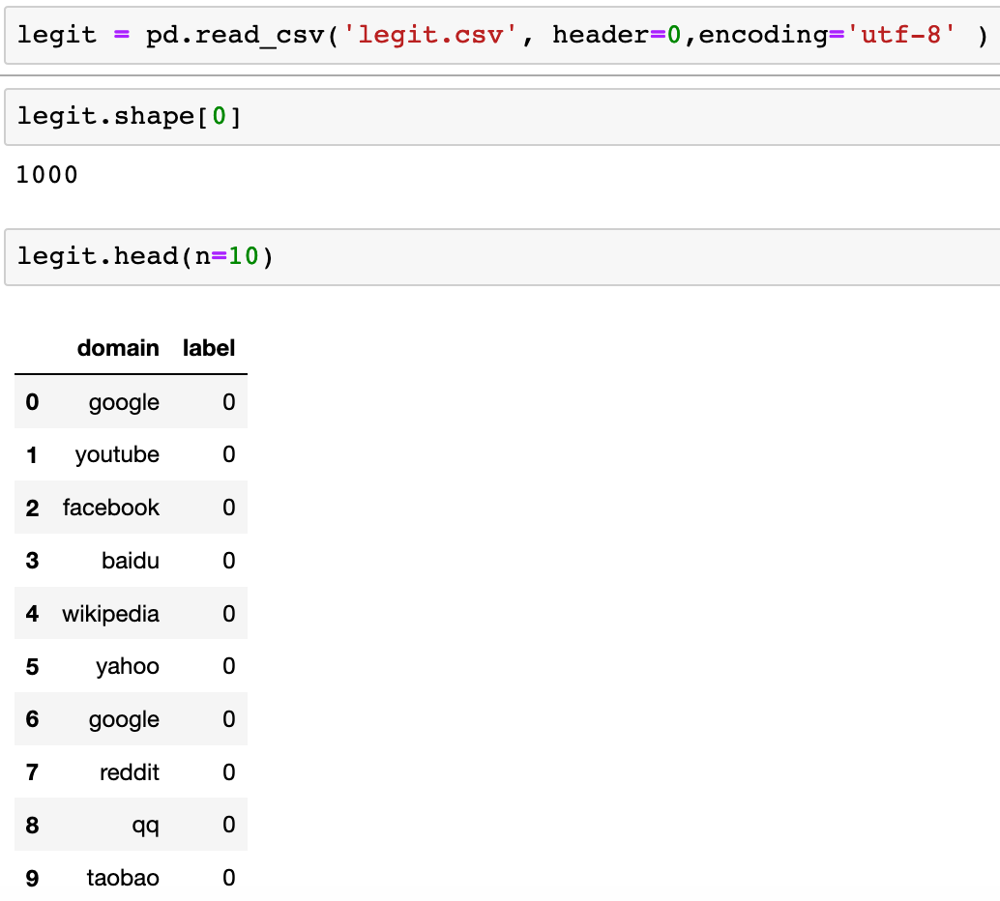 legit = pd.read_csv('legit.csv', header=0,encoding='utf-8' )
legit.shape[0]
1000
legit.head(n=10)
domain label
0 google 0
1 youtube 0
2 facebook 0
3 baidu 0
4 wikipedia 0
5 yahoo 0
6 google 0
7 reddit 0
8 qq 0
9 taobao 0